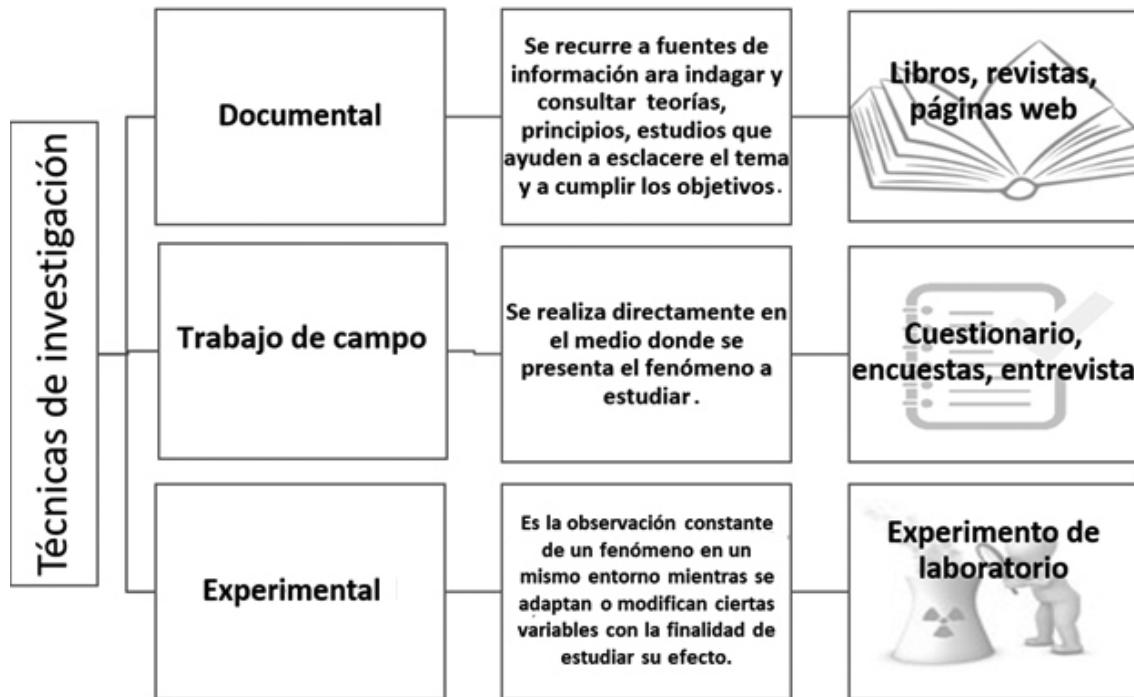 Técnicas de investigación
Documental
Se recurre a fuentes de
información ara indagar y
consultar teorías,
principios, estudios que
ayuden a esclacere el tema
y a cumplir los objetivos.
Libros, revistas,
páginas web
Trabajo de campo
Se realiza directamente en
el medio donde se
presenta el fenómeno a
estudiar.
Cuestionario,
encuestas, entrevista
Experimental
Es la observación constante
de un fenómeno en un
mismo entorno mientras se
adaptan o modifican ciertas
variables con la finalidad de
estudiar su efecto.
Experimento de
laboratorio